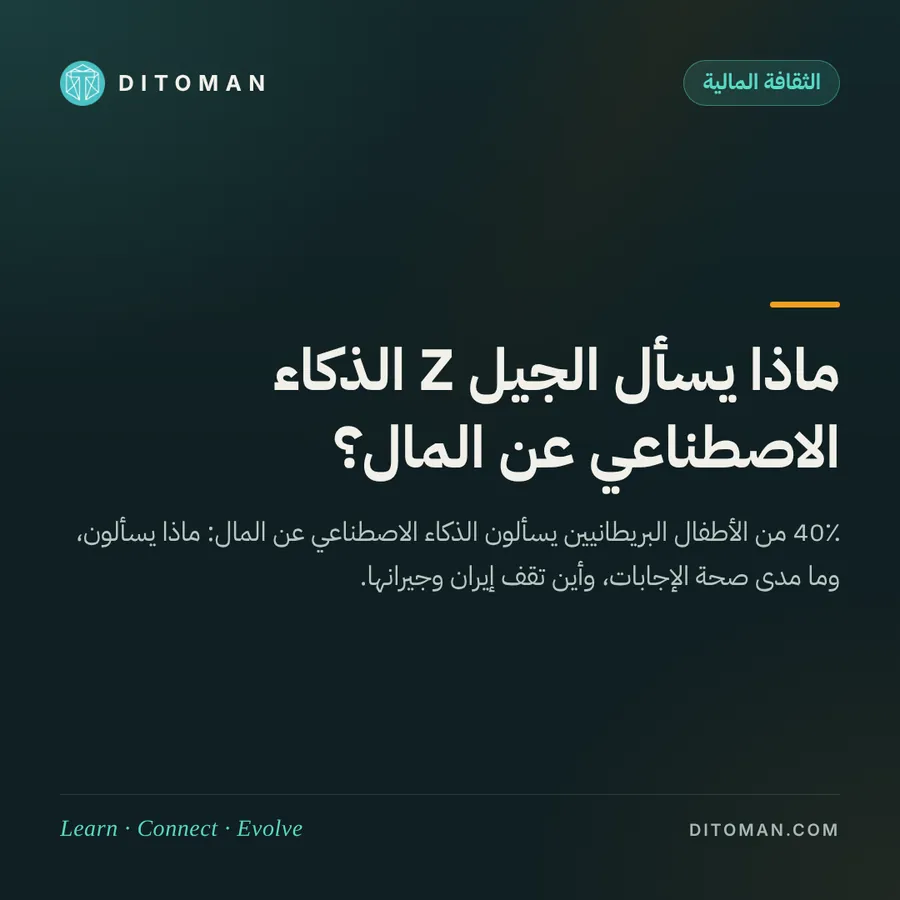 DITOMAN
الثقافة المالية
ماذا يسأل الجيل Z الذكاء
الاصطناعي عن المال؟
40٪ من الأطفال البريطانيين يسألون الذكاء الاصطناعي عن المال: ماذا يسألون،
وما مدى صحة الإجابات، وأين تقف إيران وجيرانها.
Learn · Connect · Evolve
DITOMAN.COM